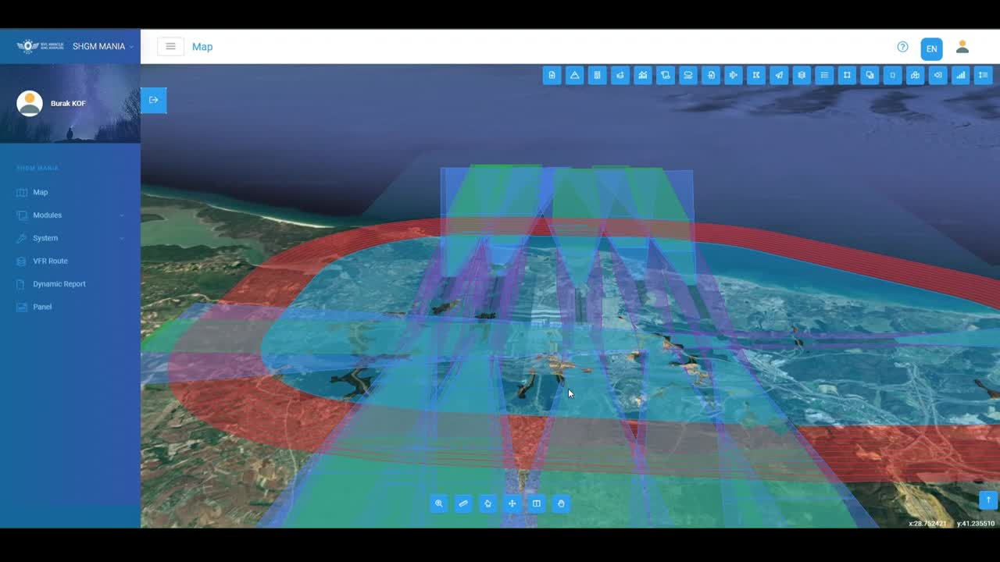 SHGM MANIA
Map
EN
Burak KOF
SHGM MANIA
Map
Modules
System
VFR Route
Dynamic Report
Panel
x:28.752421 y:41.235510